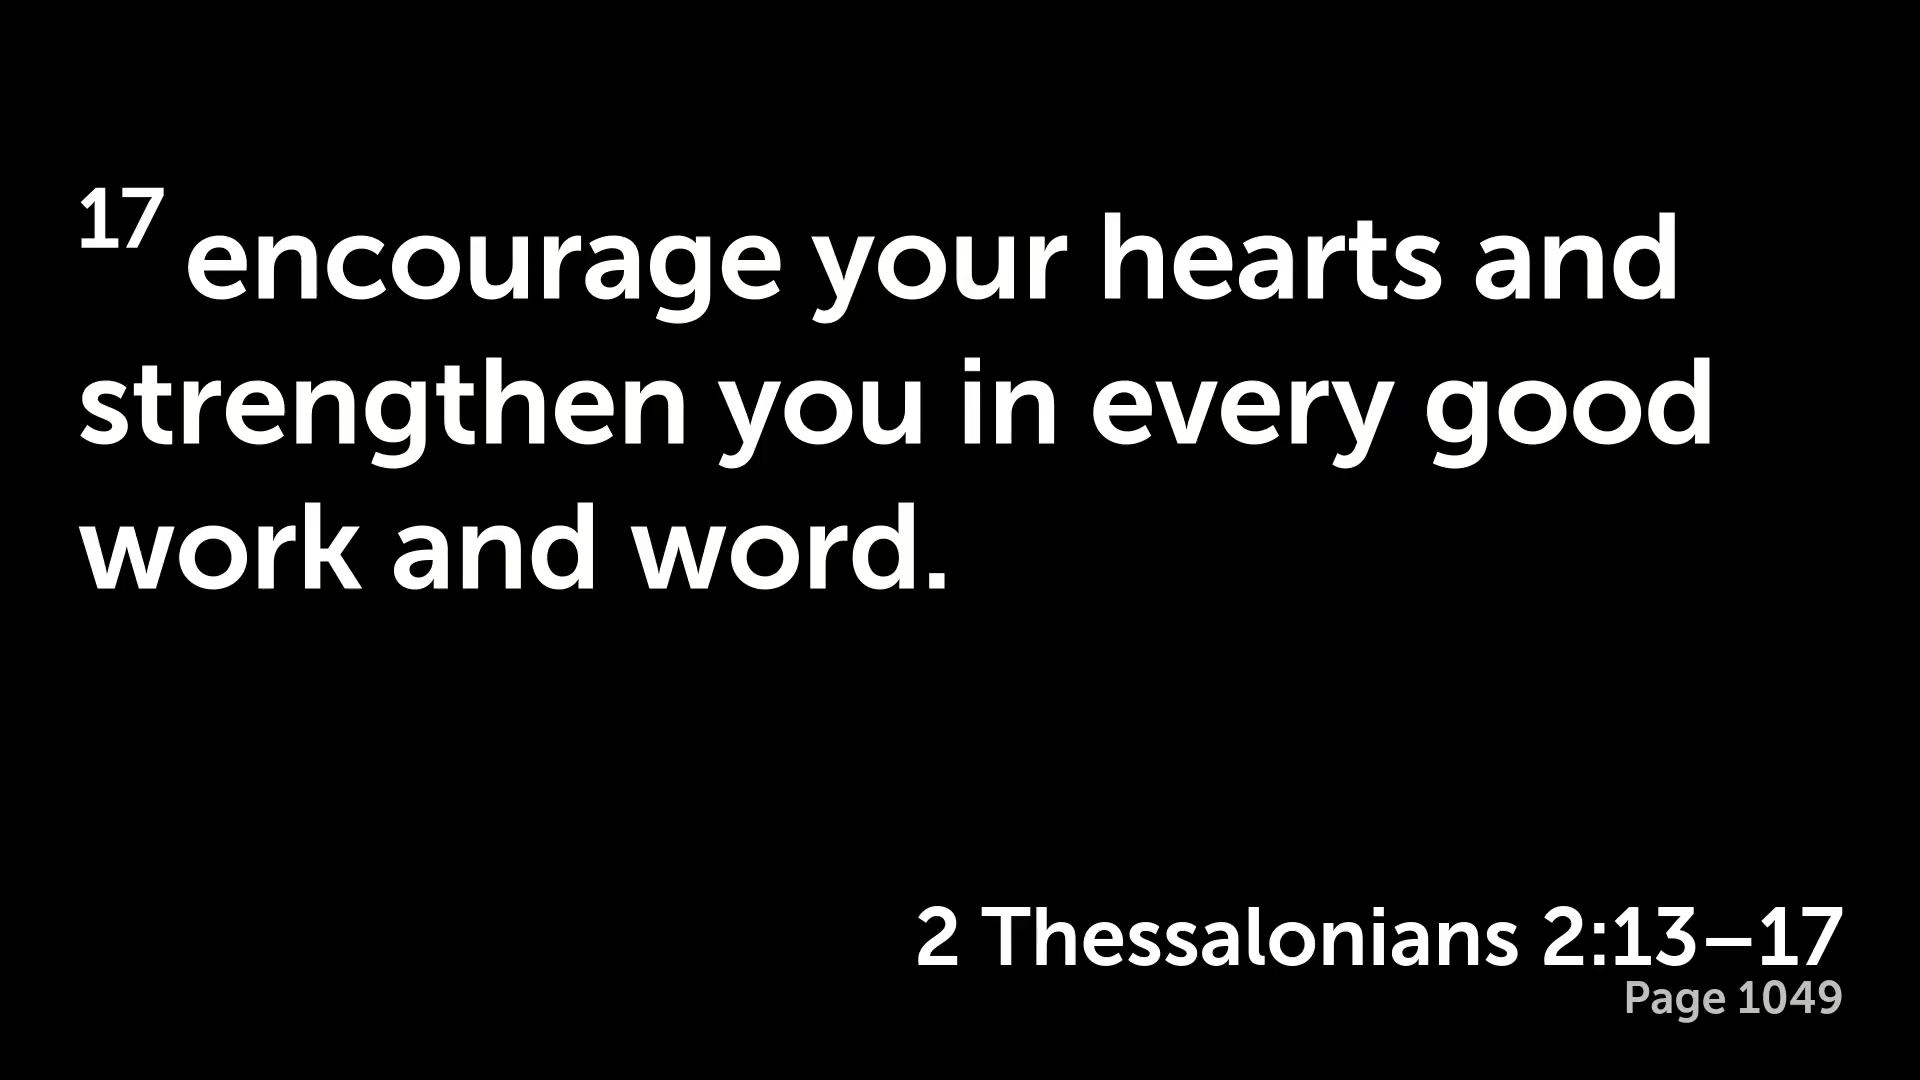 17 encourage your hearts and
strengthen you in every good
work and word.
2 Thessalonians 2:13–17
Page 1049